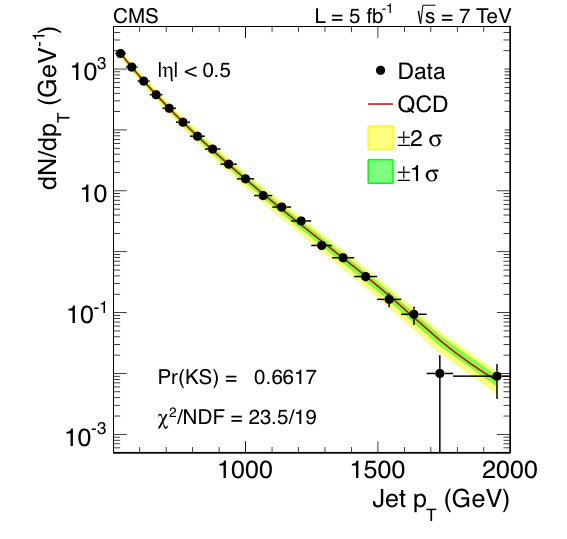 CMS L = 5 fb⁻¹ √s = 7 TeV
|η| < 0.5
Data
QCD
±2 σ
±1 σ
dN/dp_T (GeV⁻¹)
10³
10
10⁻¹
10⁻³
Pr(KS) = 0.6617
χ²/NDF = 23.5/19
1000 1500 2000
Jet p_T (GeV)